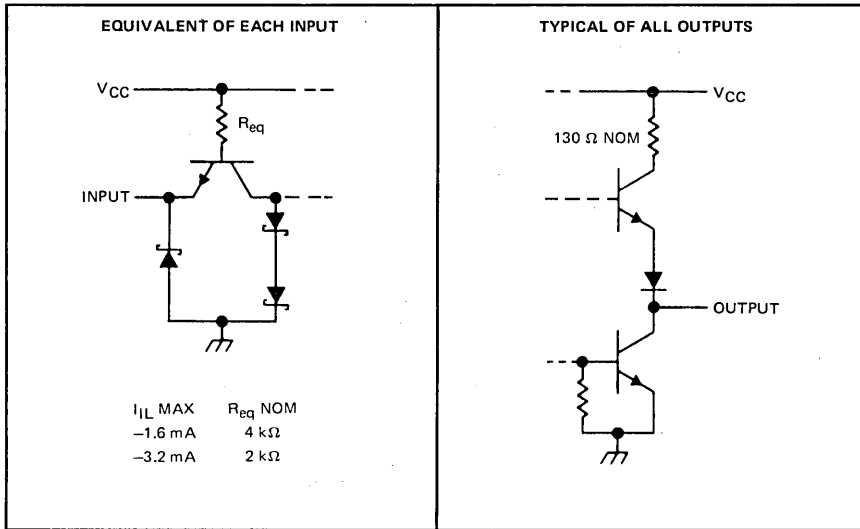 EQUIVALENT OF EACH INPUT
VCC
Req
INPUT
IIL MAX Req NOM
–1.6 mA 4 kΩ
–3.2 mA 2 kΩ
TYPICAL OF ALL OUTPUTS
VCC
130 Ω NOM
OUTPUT